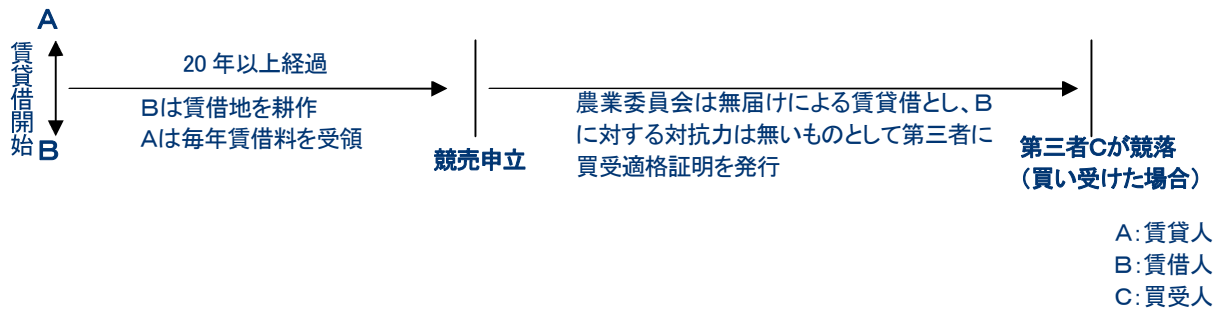 A
賃貸借開始
B
20 年以上経過
Bは賃借地を耕作
Aは毎年賃借料を受領
競売申立
農業委員会は無届けによる賃貸借とし、B
に対する対抗力は無いものとして第三者に
買受適格証明を発行
第三者Cが競落
（買い受けた場合）
A：賃貸人
B：賃借人
C：買受人